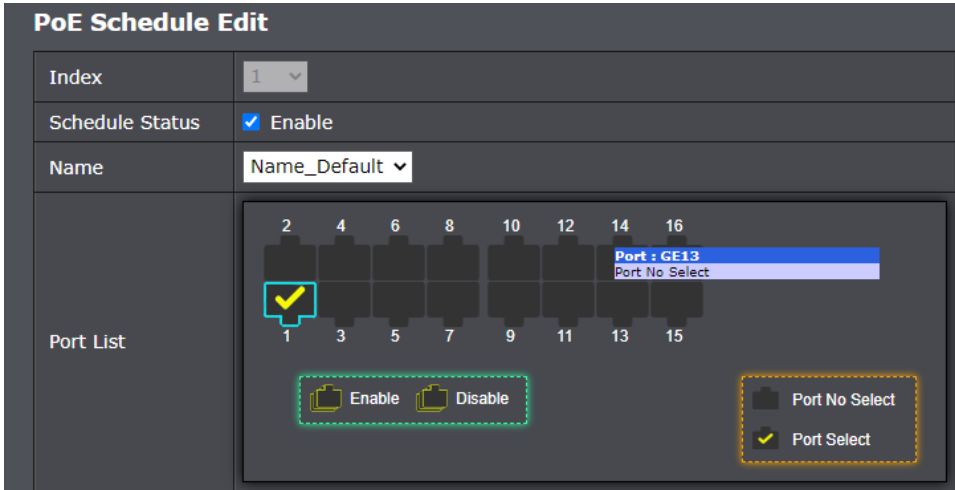 PoE Schedule Edit
Index 1
Schedule Status Enable
Name Name_Default
Port List
2 4 6 8 10 12 14 16
Port : GE13
Port No Select
1 3 5 7 9 11 13 15
Enable Disable
Port No Select
Port Select